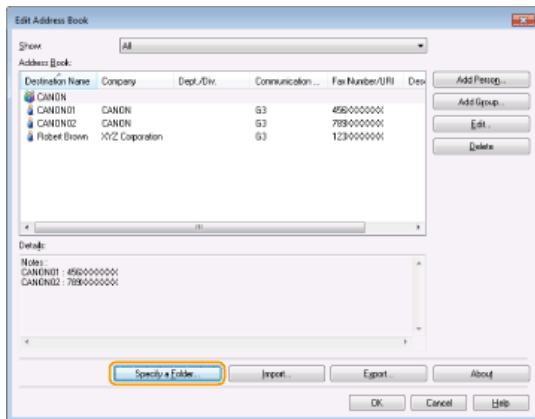 Edit Address Book
Show:
All
Address Book:
Destination Name Company Dept./Div. Communication ... Fax Number/URI Des
CANON
CANON01 CANON G3 456XXXXXXX
CANON02 CANON G3 789XXXXXXX
Robert Brown XYZ Corporation G3 123XXXXXXX
Add Person...
Add Group...
Edit...
Delete
Details:
Notes:
CANON01 : 456XXXXXXX
CANON02 : 789XXXXXXX
Specify a Folder... Import... Export... About
OK Cancel Help